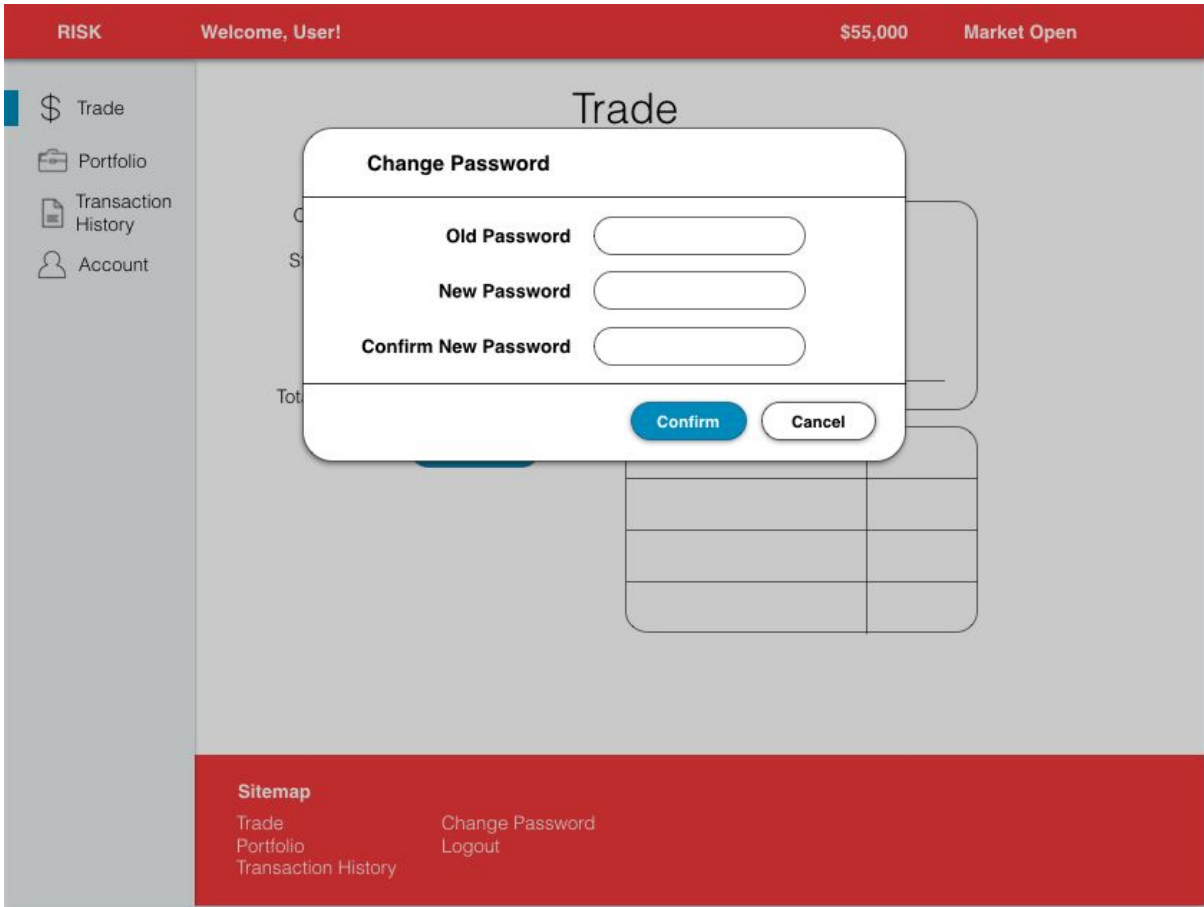 RISK Welcome, User! $55,000 Market Open
Trade
Portfolio
Transaction
History
Account
Trade
Change Password
Old Password
New Password
Confirm New Password
Confirm Cancel
Sitemap
Trade Change Password
Portfolio Logout
Transaction History